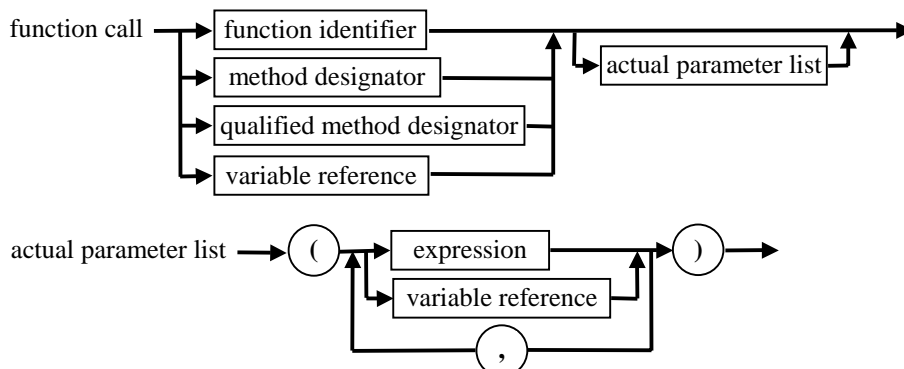 function call function identifier
method designator actual parameter list
qualified method designator
variable reference
actual parameter list ( expression )
variable reference
,